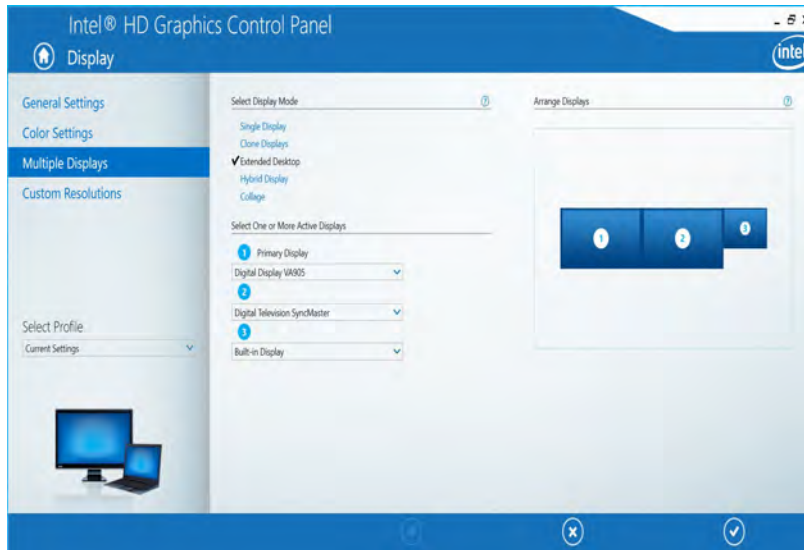 Intel® HD Graphics Control Panel
Display
General Settings
Color Settings
Multiple Displays
Custom Resolutions
Select Profile
Current Settings
Select Display Mode
Single Display
Clone Displays
Extended Desktop
Hybrid Display
Collage
Select One or More Active Displays
1 Primary Display
Digital Display VA905
2
Digital Television SyncMaster
3
Built-in Display
Arrange Displays
1 2 3
intel